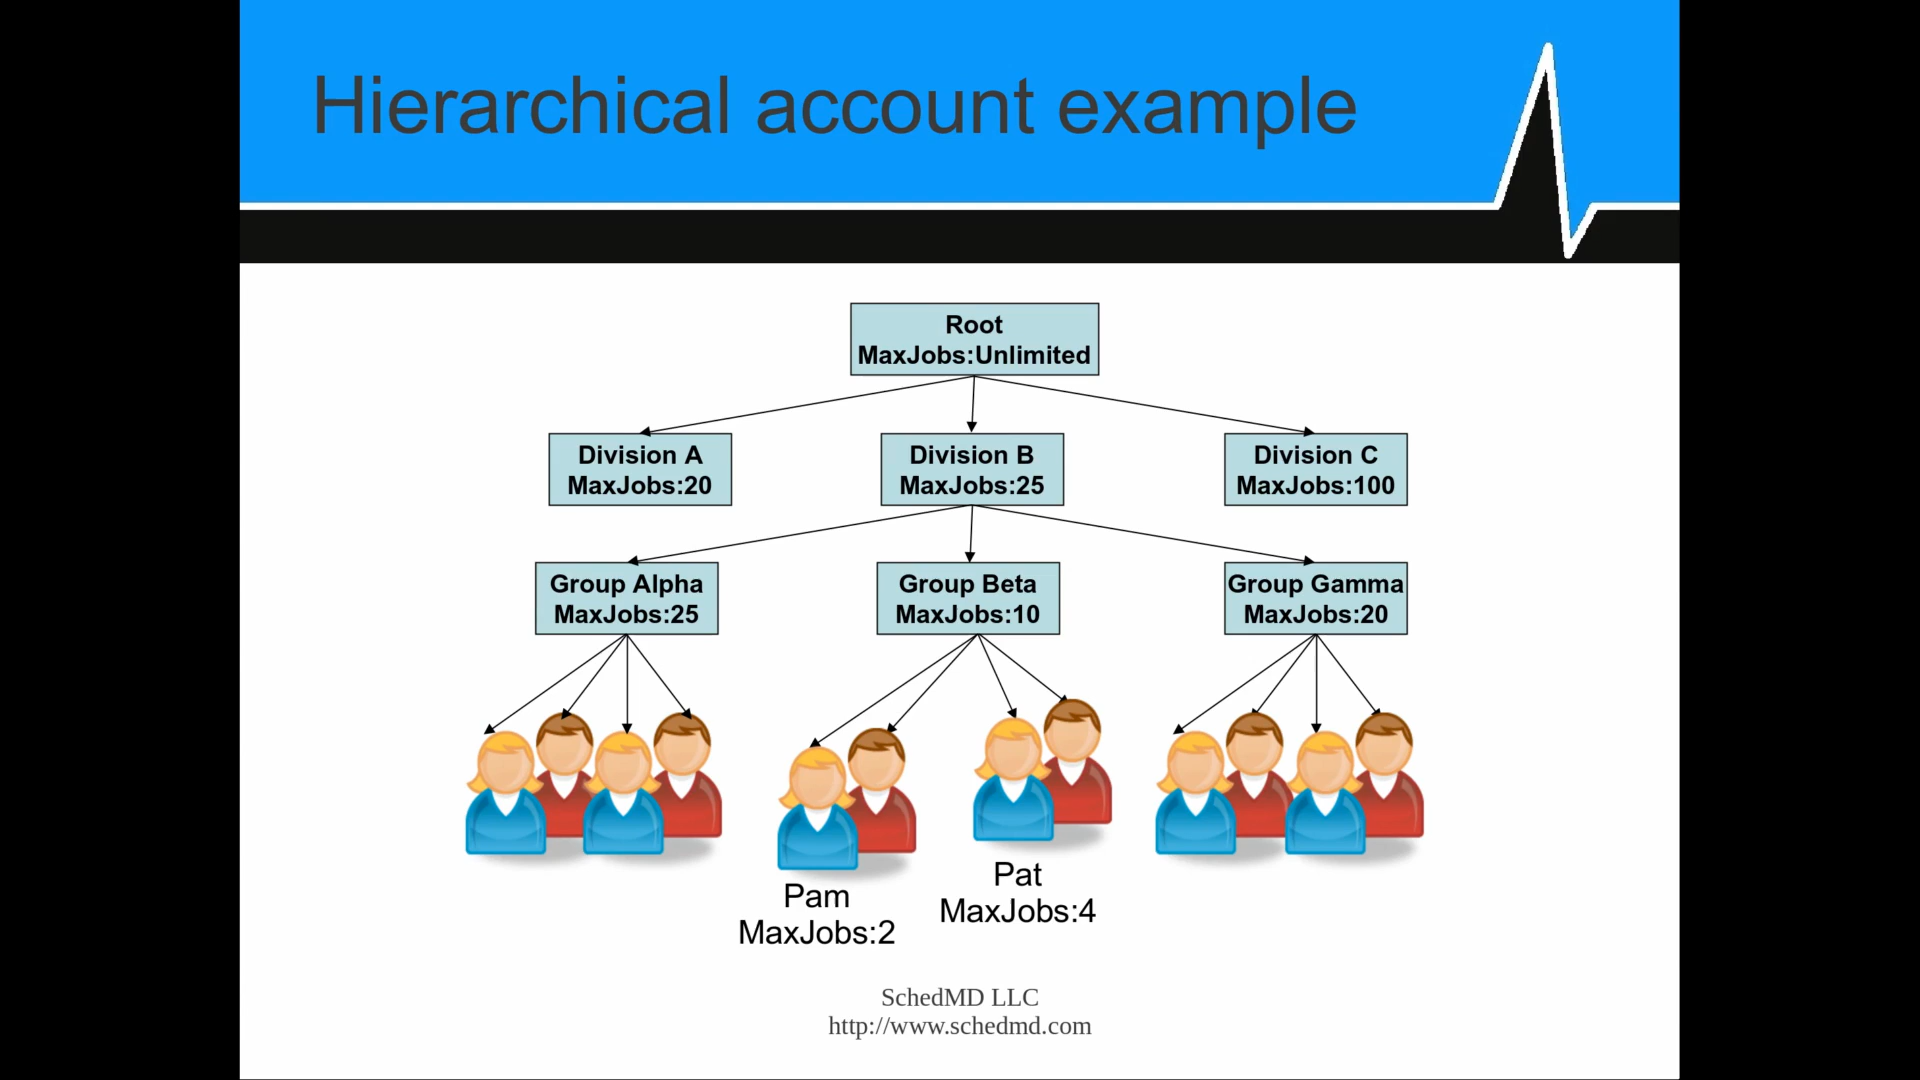 Hierarchical account example
Root
MaxJobs:Unlimited
Division A
MaxJobs:20
Division B
MaxJobs:25
Division C
MaxJobs:100
Group Alpha
MaxJobs:25
Group Beta
MaxJobs:10
Group Gamma
MaxJobs:20
Pam
MaxJobs:2
Pat
MaxJobs:4
SchedMD LLC
http://www.schedmd.com